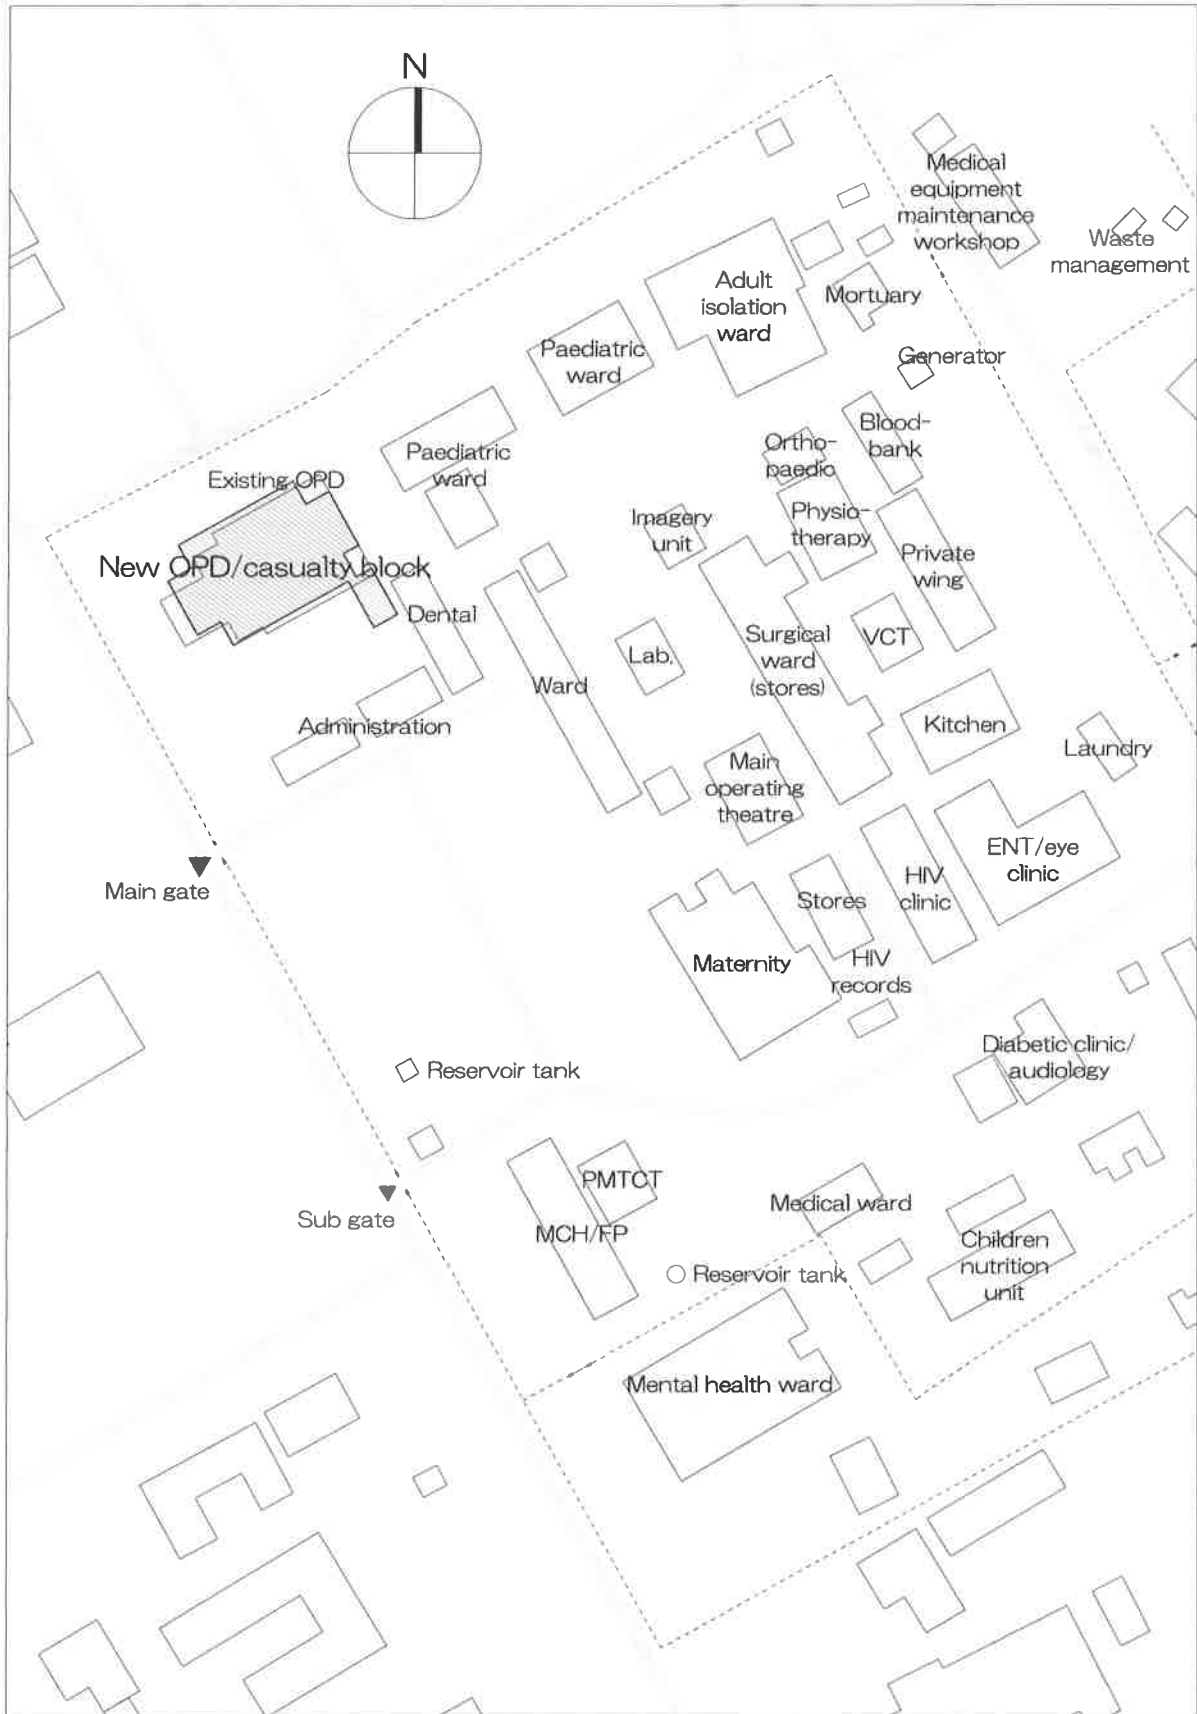 N
Medical
equipment
maintenance
workshop
Waste
management
Adult
isolation
ward
Mortuary
Paediatric
ward
Generator
Blood-
bank
Ortho-
paedic
Paediatric
ward
Existing OPD
Imagery
unit
Physio-
therapy
Private
wing
New OPD/casualty block
Dental
Lab.
Surgical
ward
(stores)
VCT
Ward
Administration
Kitchen
Laundry
Main
operating
theatre
Main gate
ENT/eye
clinic
HIV
clinic
Stores
Maternity
HIV
records
Diabetic clinic/
audiology
Reservoir tank
PMTCT
Medical ward
Sub gate
MCH/FP
Children
nutrition
unit
Reservoir tank
Mental health ward